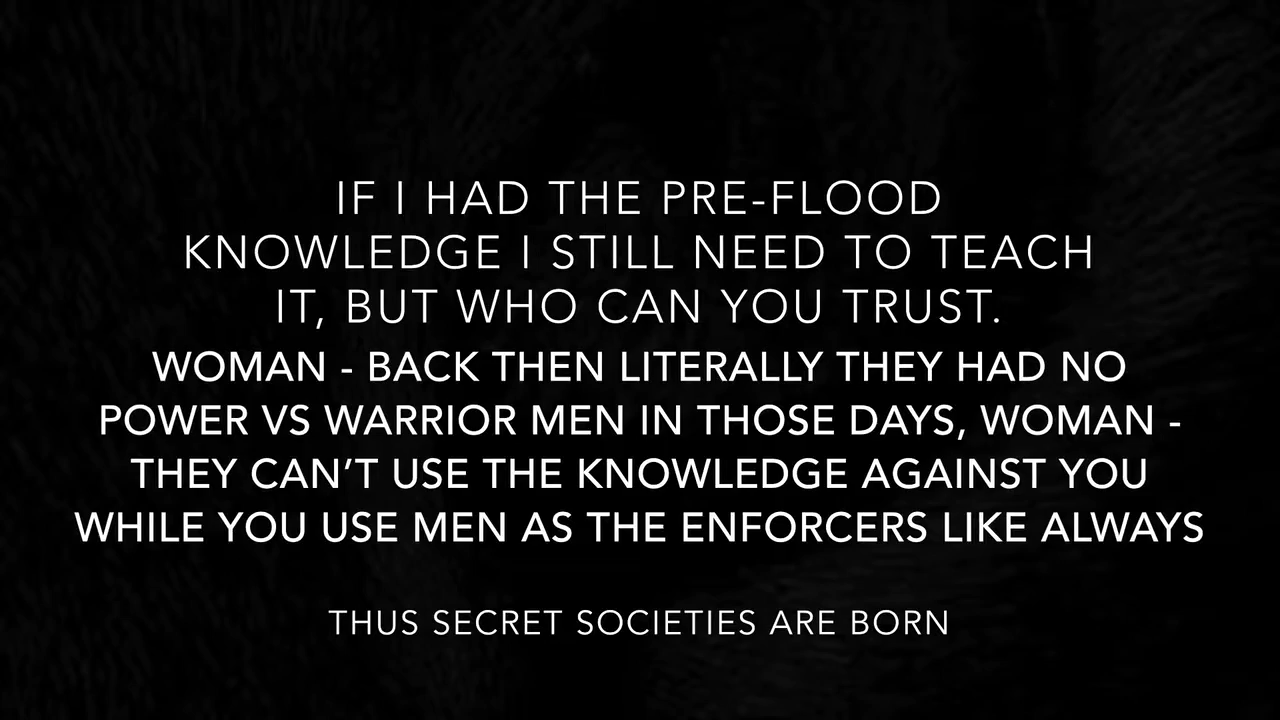 IF I HAD THE PRE-FLOOD
KNOWLEDGE I STILL NEED TO TEACH
IT, BUT WHO CAN YOU TRUST.
WOMAN - BACK THEN LITERALLY THEY HAD NO
POWER VS WARRIOR MEN IN THOSE DAYS, WOMAN -
THEY CAN’T USE THE KNOWLEDGE AGAINST YOU
WHILE YOU USE MEN AS THE ENFORCERS LIKE ALWAYS
THUS SECRET SOCIETIES ARE BORN